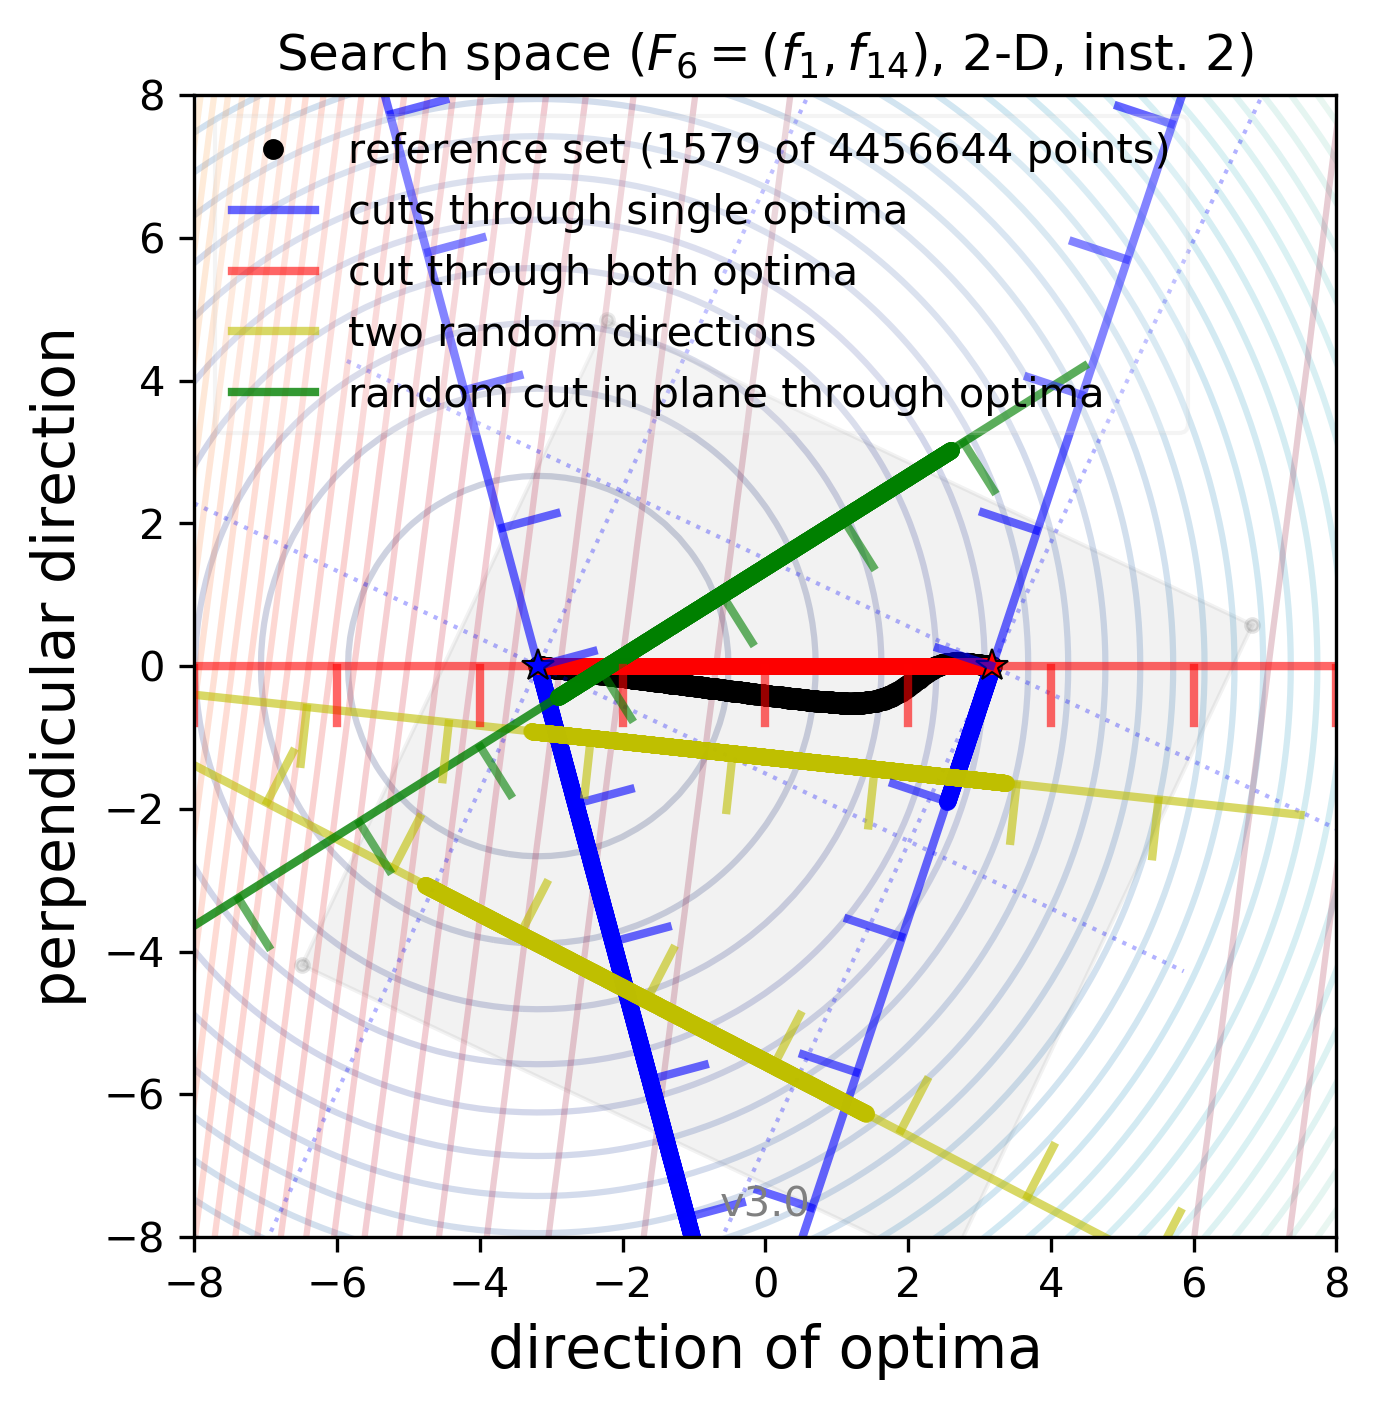 Search space (F₆ = (f₁, f₁₄), 2-D, inst. 2)
8
6
4
2
0
−2
−4
−6
−8
perpendicular direction
reference set (1579 of 4456644 points)
cuts through single optima
cut through both optima
two random directions
random cut in plane through optima
v3.0
−8 −6 −4 −2 0 2 4 6 8
direction of optima